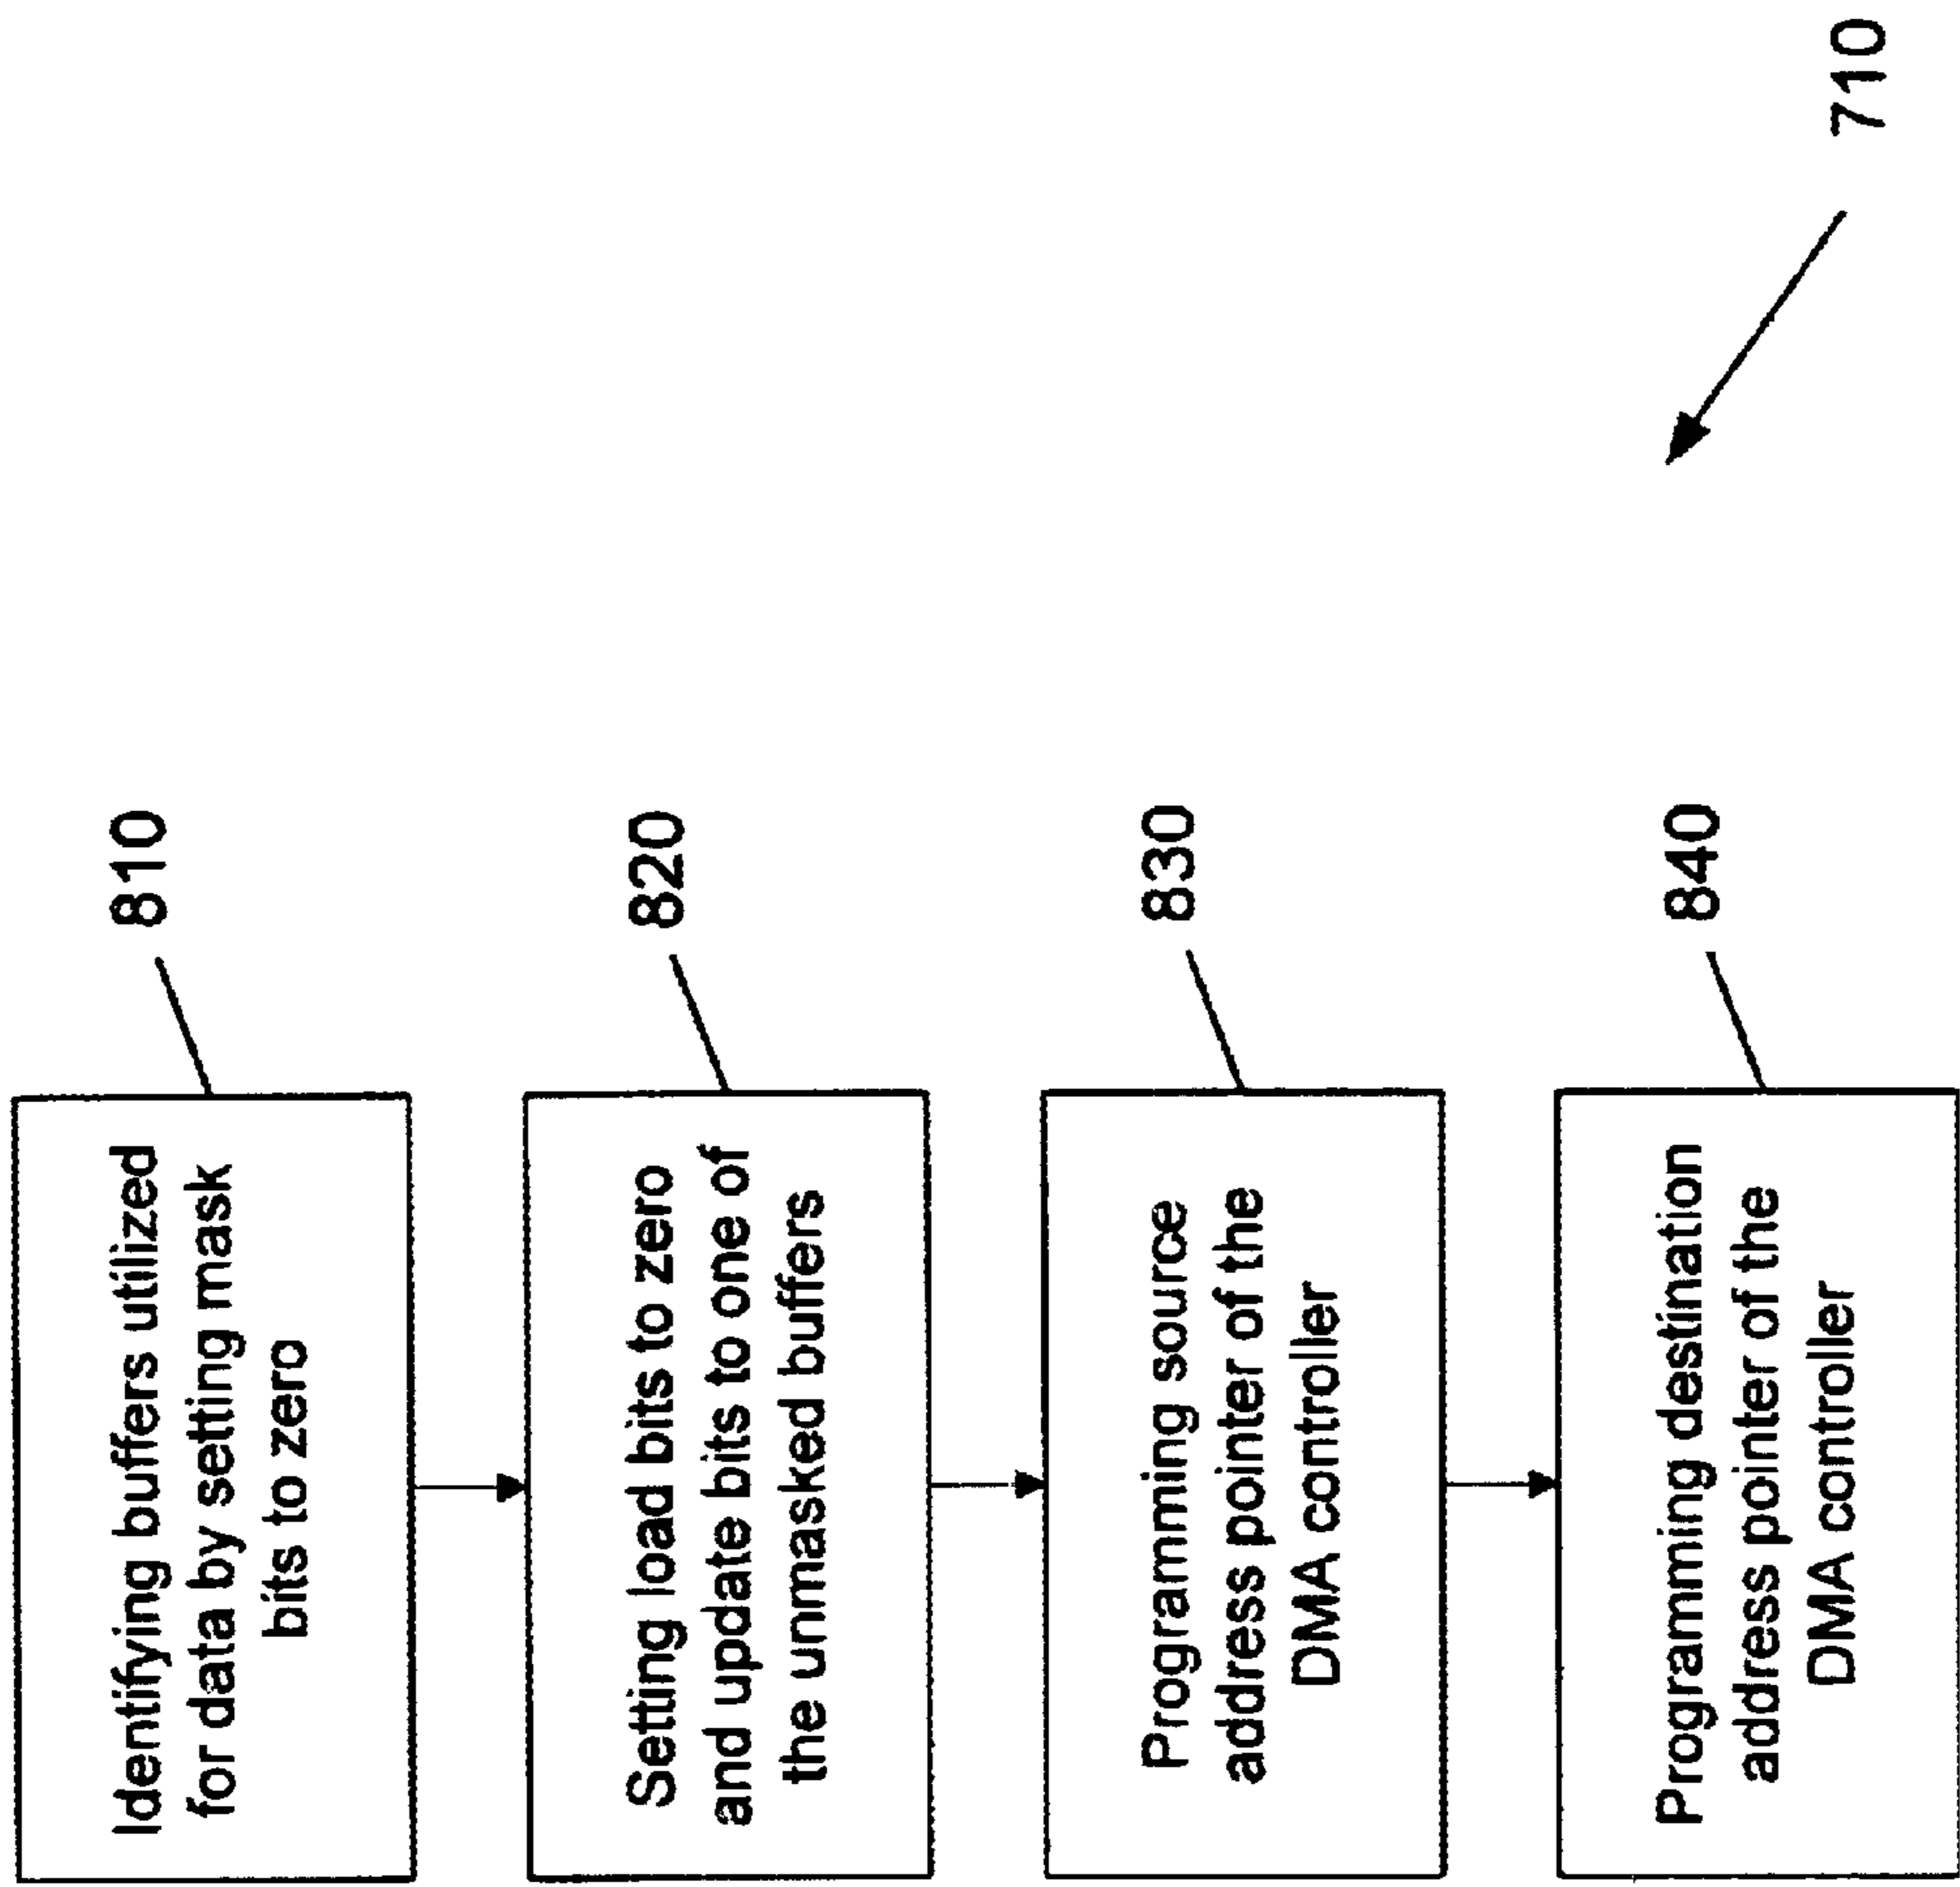 Identifying buffers utilized
for data by setting mask
bits to zero
810
Setting load bits to zero
and update bits to one of
the unmasked buffers
820
Programming source
address pointer of the
DMA controller
830
Programming destination
address pointer of the
DMA controller
840
710